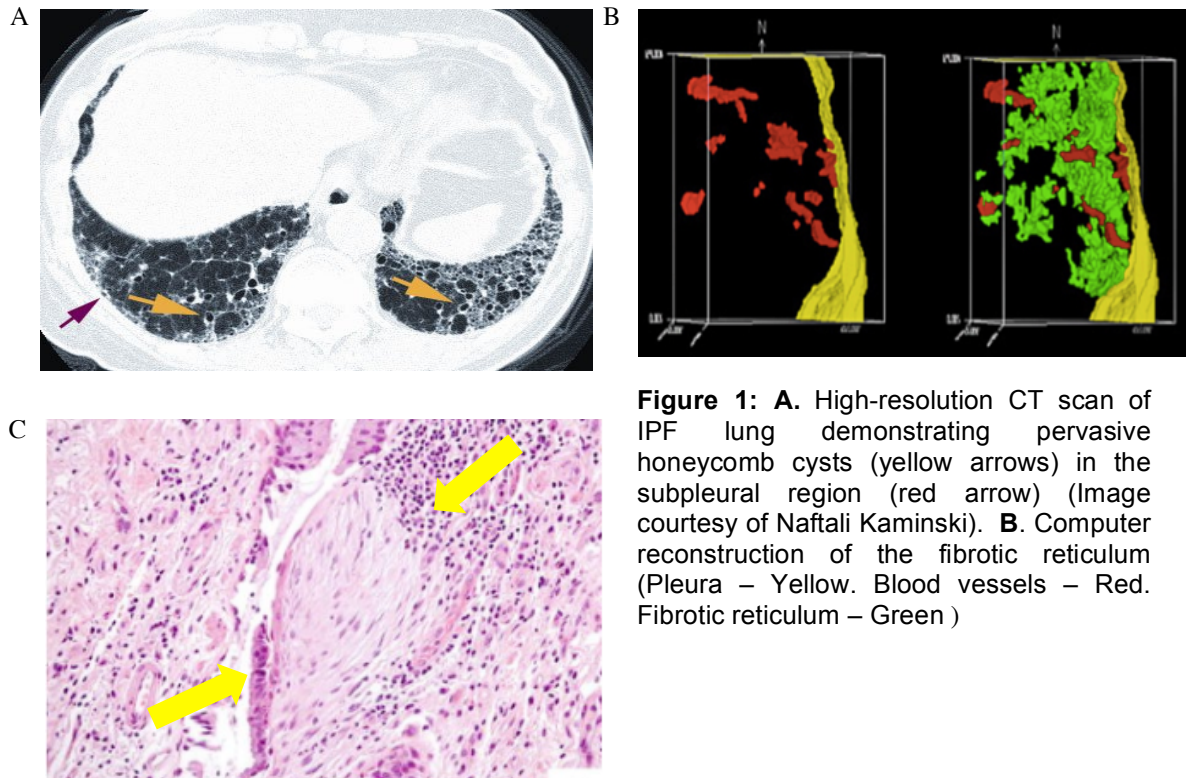 A
B
N
N
C
Figure 1: A. High-resolution CT scan of
IPF lung demonstrating pervasive
honeycomb cysts (yellow arrows) in the
subpleural region (red arrow) (Image
courtesy of Naftali Kaminski). B. Computer
reconstruction of the fibrotic reticulum
(Pleura – Yellow. Blood vessels – Red.
Fibrotic reticulum – Green )